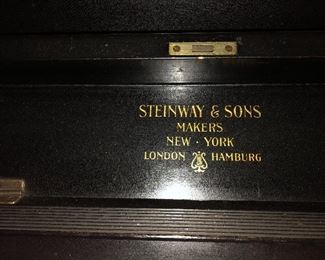 STEINWAY & SONS
MAKERS
NEW · YORK
LONDON HAMBURG